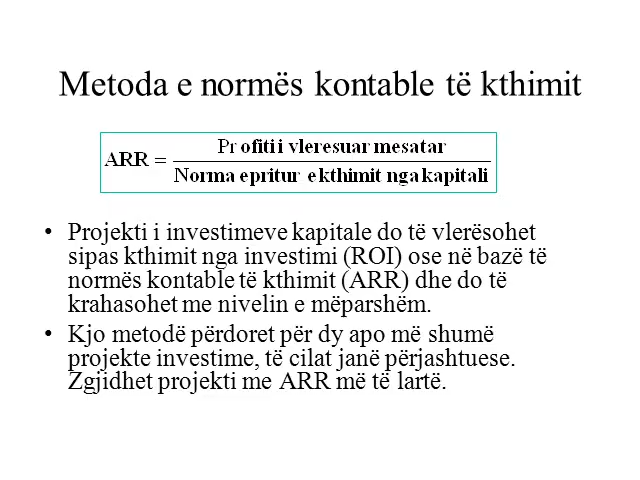 Metoda e normës kontable të kthimit
Pr ofiti i vleresuar mesatar
ARR =
Norma epritur ekthimit nga kapitali
• Projekti i investimeve kapitale do të vlerësohet
sipas kthimit nga investimi (ROI) ose në bazë të
normës kontable të kthimit (ARR) dhe do të
krahasohet me nivelin e mëparshëm.
• Kjo metodë përdoret për dy apo më shumë
projekte investime, të cilat janë përjashtuese.
Zgjidhet projekti me ARR më të lartë.